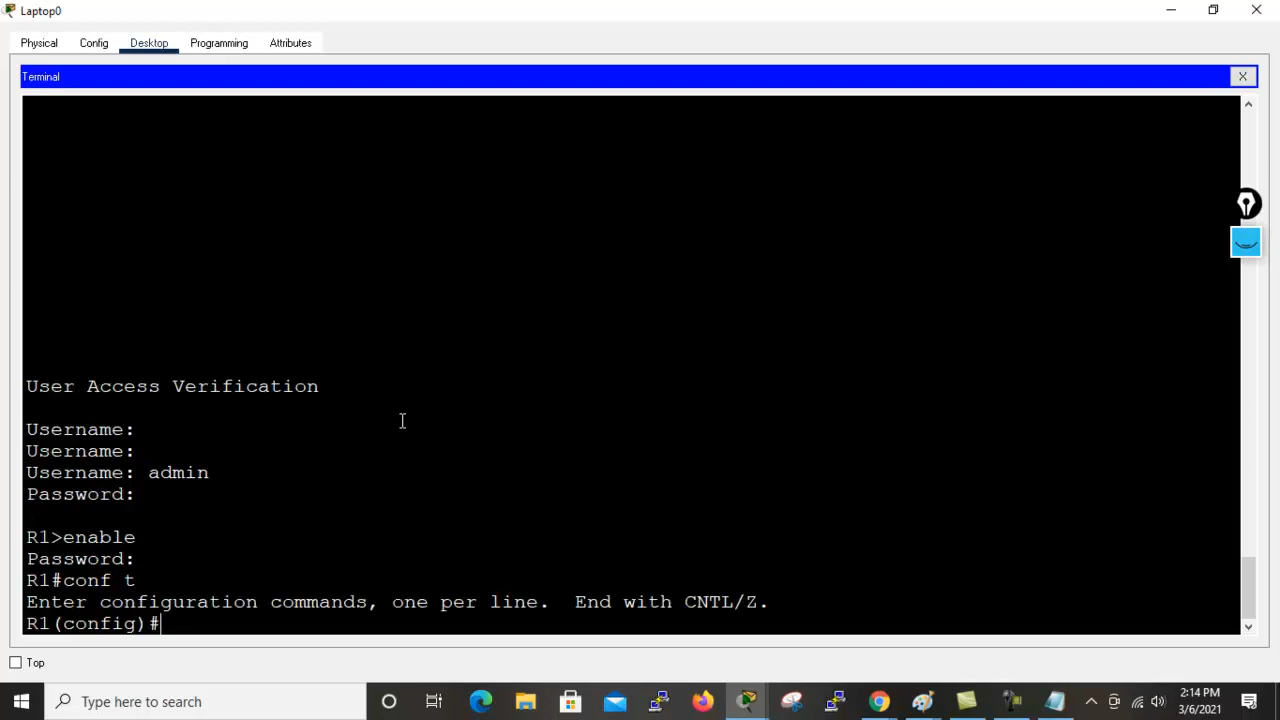 Laptop0
Physical Config Desktop Programming Attributes
Terminal
X
User Access Verification
Username:
Username:
Username: admin
Password:
R1>enable
Password:
R1#conf t
Enter configuration commands, one per line.  End with CNTL/Z.
R1(config)#
Top
Type here to search
2:14 PM
3/6/2021